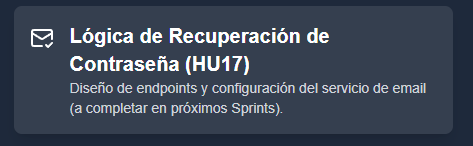 Lógica de Recuperación de
Contraseña (HU17)
Diseño de endpoints y configuración del servicio de email
(a completar en próximos Sprints).